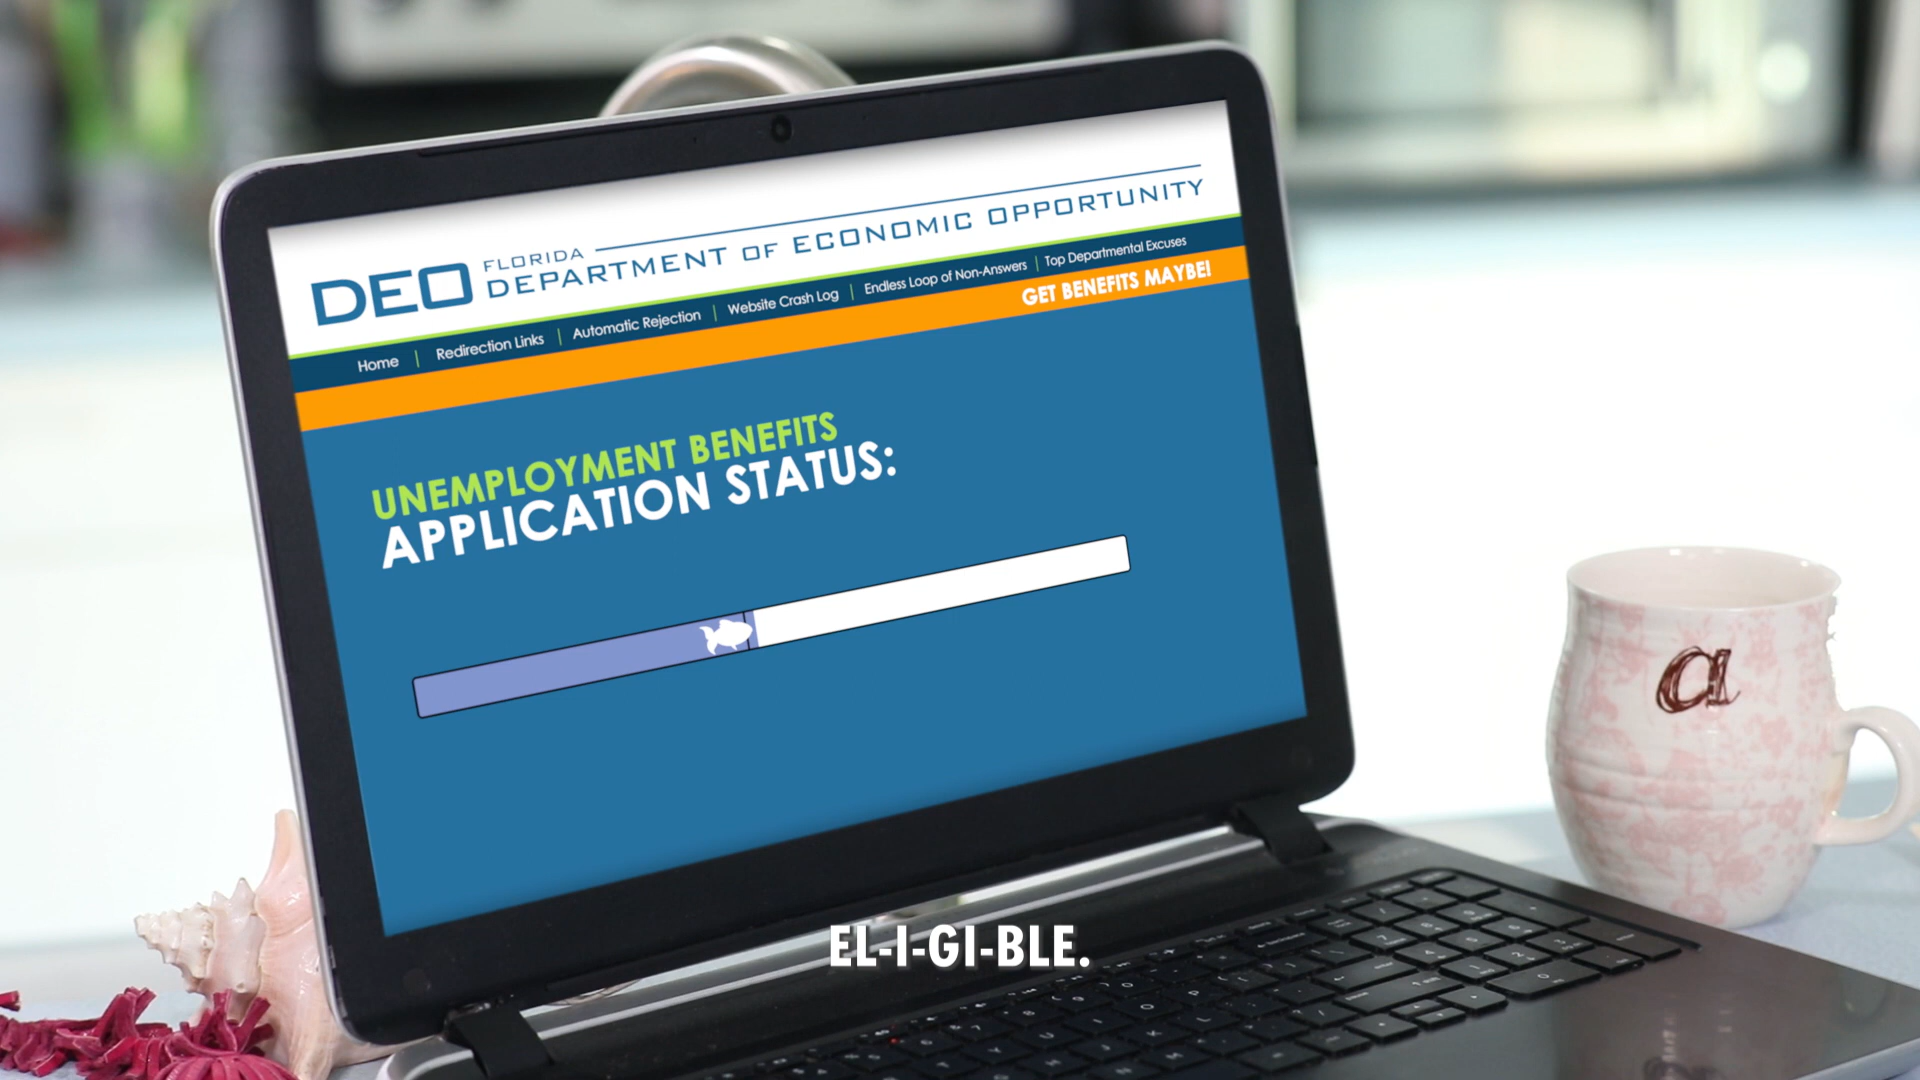 DEO FLORIDA
DEPARTMENT OF ECONOMIC OPPORTUNITY
Home | Redirection Links | Automatic Rejection | Website Crash Log | Endless Loop of Non-Answers | Top Departmental Excuses
GET BENEFITS MAYBE!
UNEMPLOYMENT BENEFITS
APPLICATION STATUS:
a
EL-I-GI-BLE.